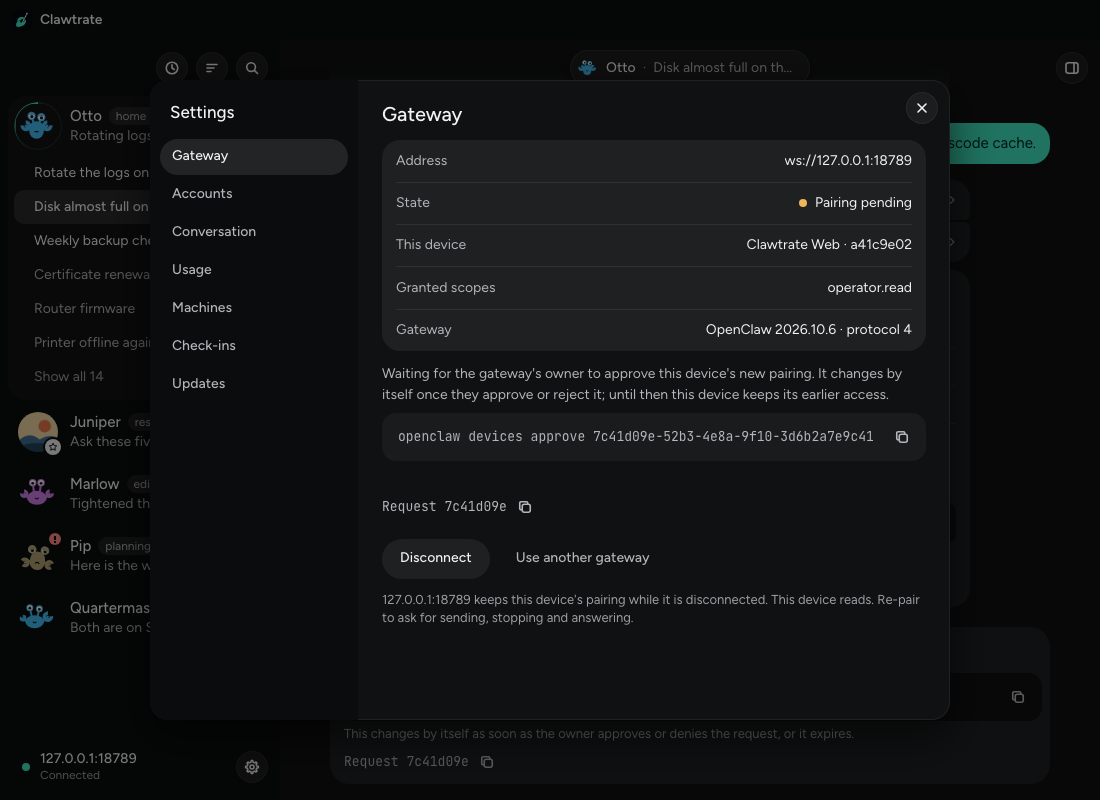 Clawtrate
Otto · Disk almost full on th...
Otto home
Rotating logs
Rotate the logs on
Disk almost full on
Weekly backup che
Certificate renewa
Router firmware
Printer offline agai
Show all 14
Juniper res
Ask these fiv
Marlow edi
Tightened th
Pip planning
Here is the w
Quartermas
Both are on S
127.0.0.1:18789
Connected
scode cache.
Settings
Gateway
Accounts
Conversation
Usage
Machines
Check-ins
Updates
Gateway
Address ws://127.0.0.1:18789
State Pairing pending
This device Clawtrate Web · a41c9e02
Granted scopes operator.read
Gateway OpenClaw 2026.10.6 · protocol 4
Waiting for the gateway's owner to approve this device's new pairing. It changes by
itself once they approve or reject it; until then this device keeps its earlier access.
openclaw devices approve 7c41d09e-52b3-4e8a-9f10-3d6b2a7e9c41
Request 7c41d09e
Disconnect Use another gateway
127.0.0.1:18789 keeps this device's pairing while it is disconnected. This device reads. Re-pair
to ask for sending, stopping and answering.
This changes by itself as soon as the owner approves or denies the request, or it expires.
Request 7c41d09e